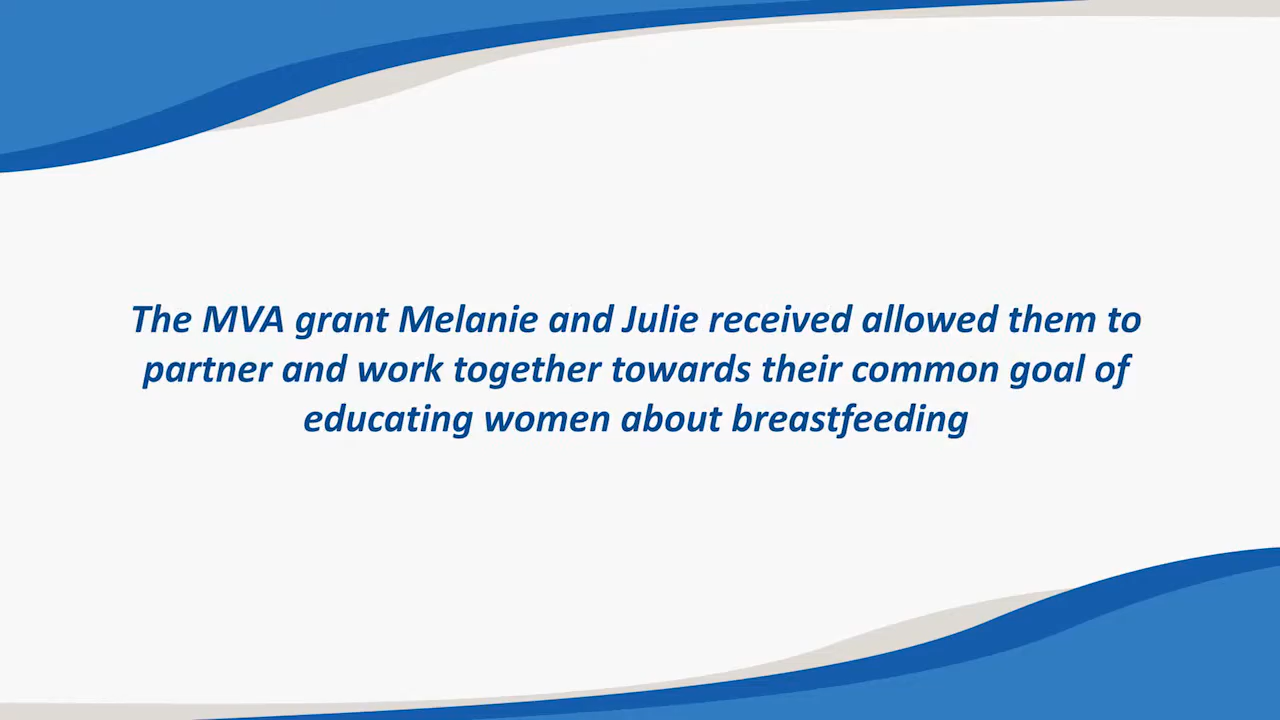 The MVA grant Melanie and Julie received allowed them to
partner and work together towards their common goal of
educating women about breastfeeding